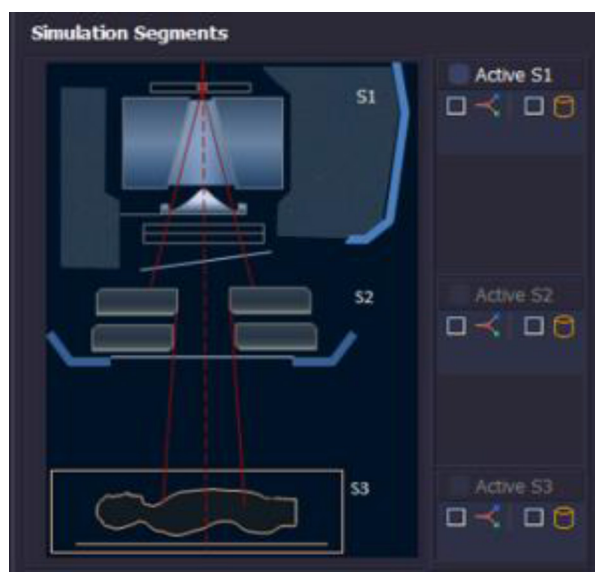 Simulation Segments
S1
Active S1
S2
Active S2
S3
Active S3